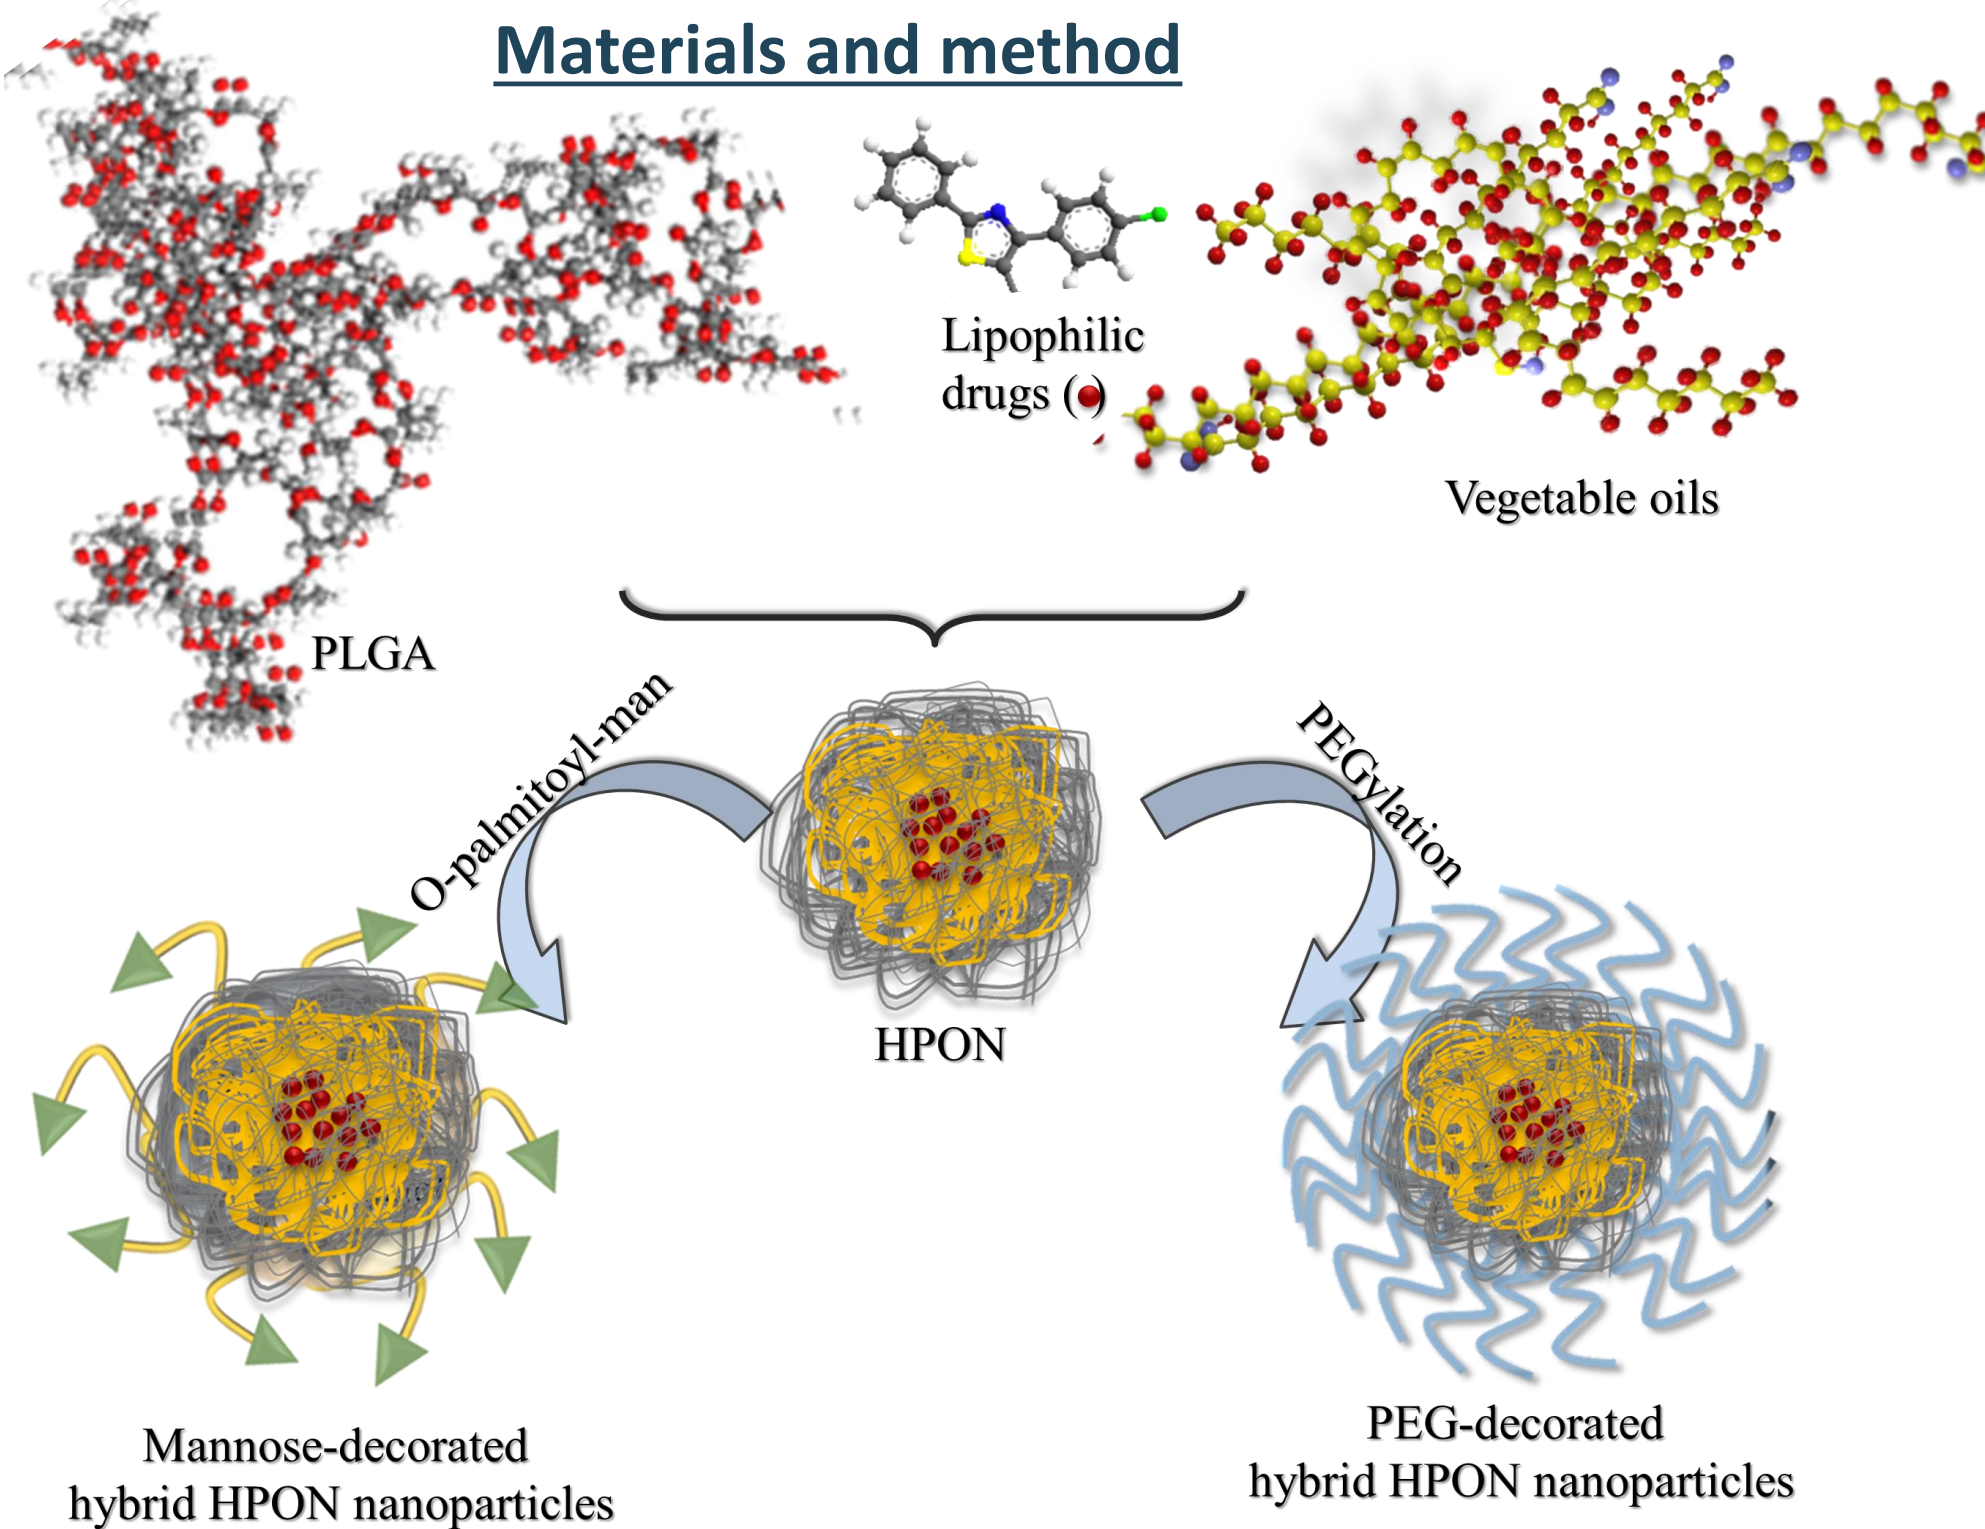 Materials and method
Lipophilic
drugs ( )
Vegetable oils
PLGA
O-palmitoyl-man
PEGylation
HPON
Mannose-decorated
hybrid HPON nanoparticles
PEG-decorated
hybrid HPON nanoparticles